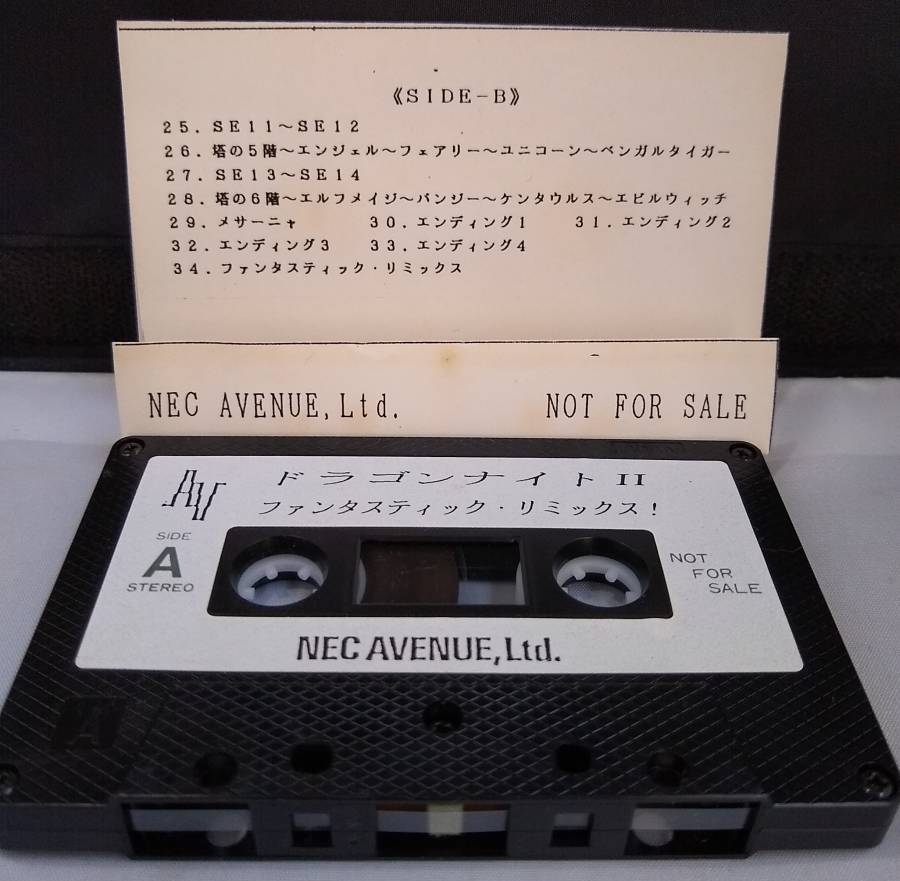 《SIDE-B》
25. SE11～SE12
26. 塔の5階～エンジェル～フェアリー～ユニコーン～ベンガルタイガー
27. SE13～SE14
28. 塔の6階～エルフメイジ～バンジー～ケンタウルス～エビルウィッチ
29. メサーニャ 30. エンディング1 31. エンディング2
32. エンディング3 33. エンディング4
34. ファンタスティック・リミックス
NEC AVENUE,Ltd. NOT FOR SALE
AV
ドラゴンナイトII
ファンタスティック・リミックス！
SIDE
A
STEREO
NOT
FOR
SALE
NEC AVENUE,Ltd.
A